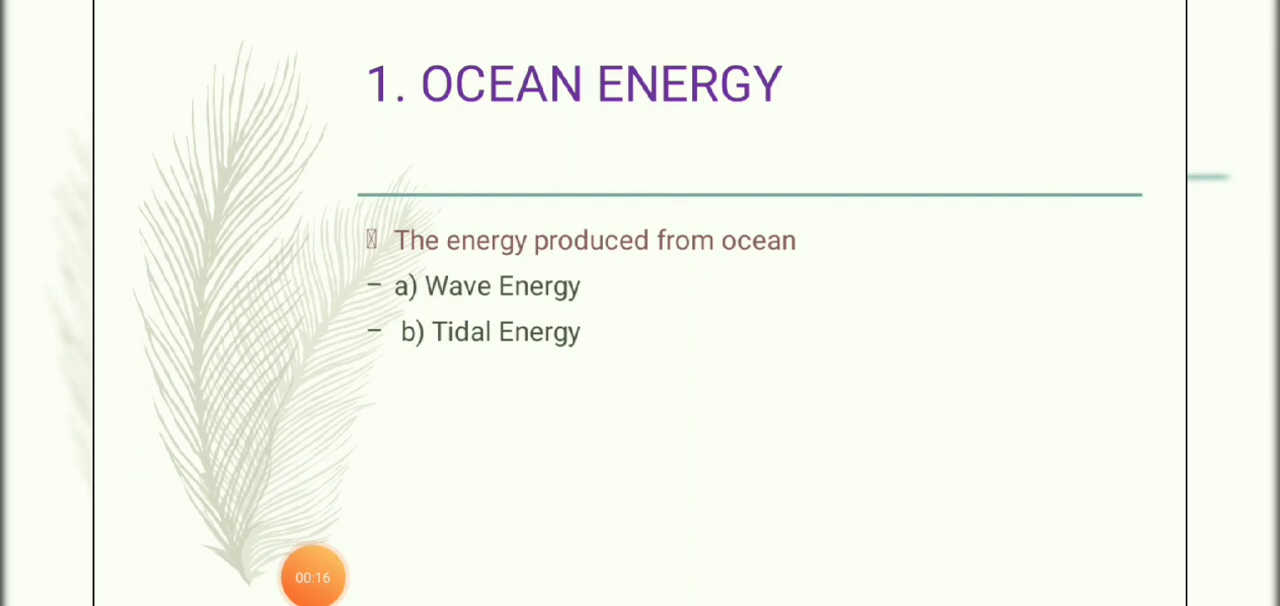 1. OCEAN ENERGY
The energy produced from ocean
– a) Wave Energy
– b) Tidal Energy
00:16